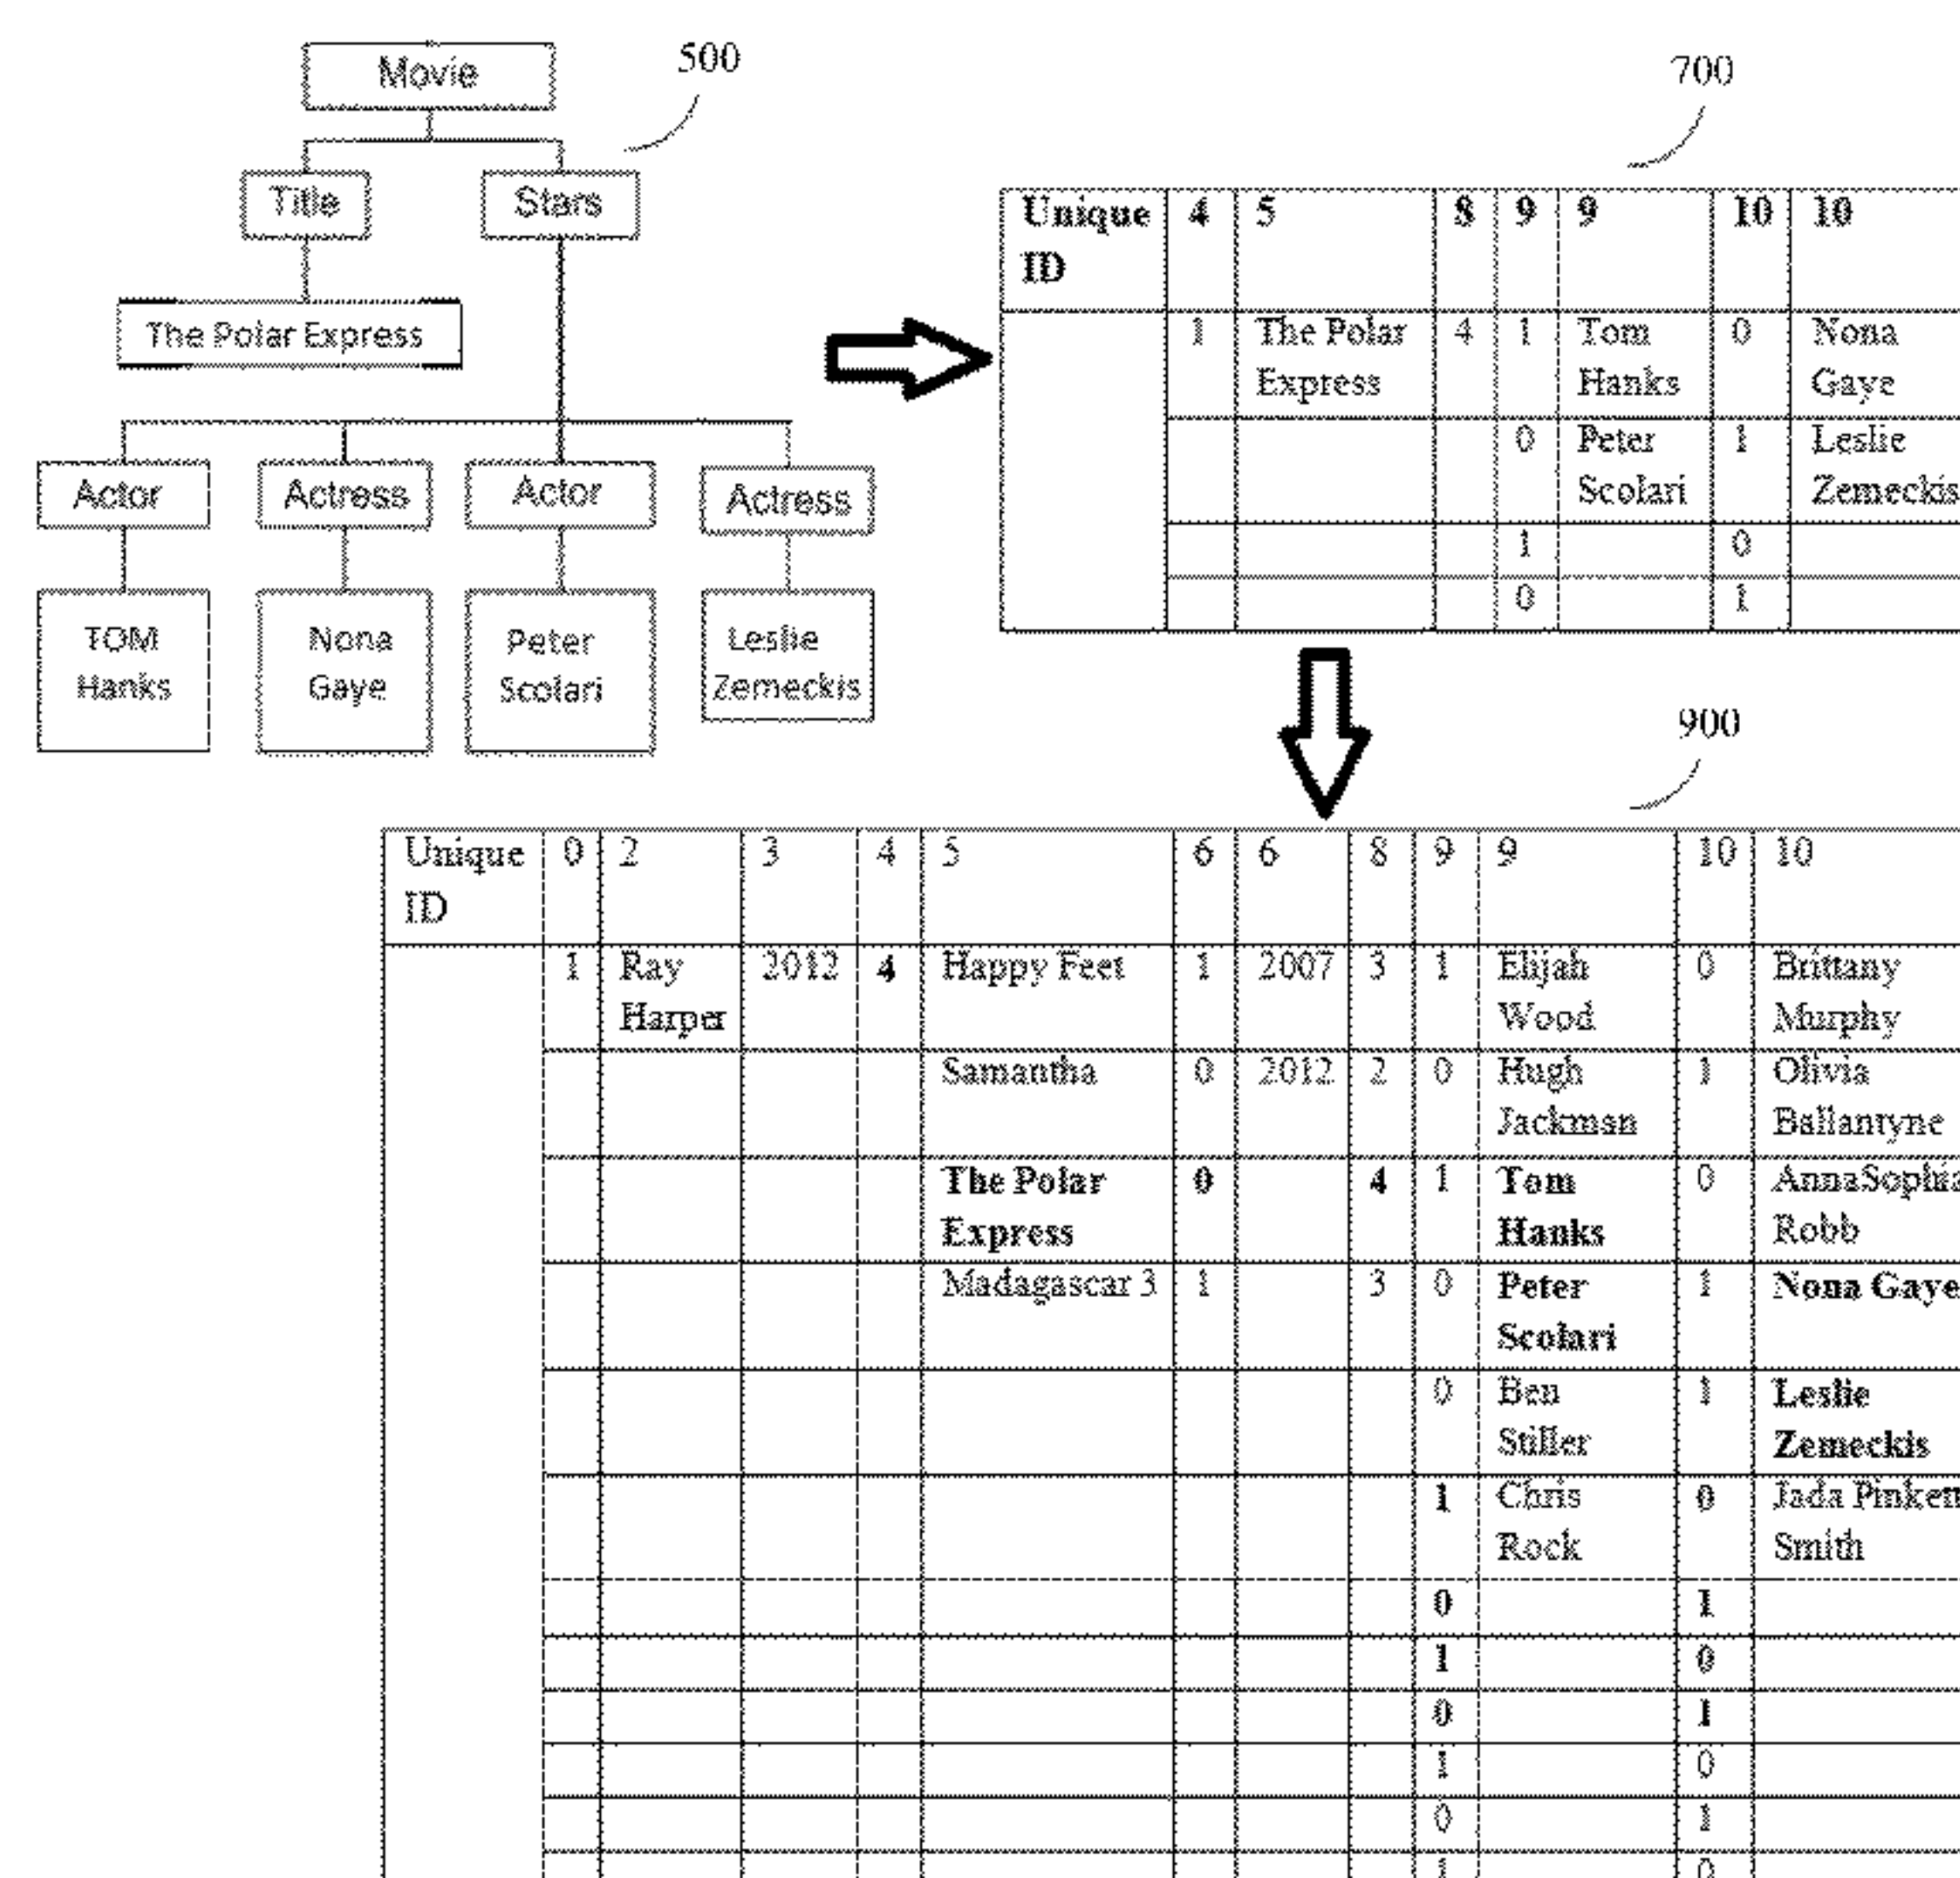 500
Movie
Title Stars
The Polar Express
Actor Actress Actor Actress
TOM Nona Peter Leslie
Hanks Gaye Scolari Zemeckis
700
Unique 4 5 8 9 9 10 10
ID
1 The Polar 4 1 Tom 0 Nona
Express Hanks Gaye
0 Peter 1 Leslie
Scolari Zemeckis
1 0
0 1
900
Unique 0 2 3 4 5 6 6 8 9 9 10 10
ID
1 Ray 2012 4 Happy Feet 1 2007 3 1 Elijah 0 Brittany
Harper Wood Murphy
Samantha 0 2012 2 0 Hugh 1 Olivia
Jackman Ballantyne
The Polar 0 4 1 Tom 0 AnnaSophia
Express Hanks Robb
Madagascar 3 1 3 0 Peter 1 Nona Gaye
Scolari
0 Ben 1 Leslie
Stiller Zemeckis
1 Chris 0 Jada Pinkett
Rock Smith
0 1
1 0
0 1
1 0
0 1
1 0